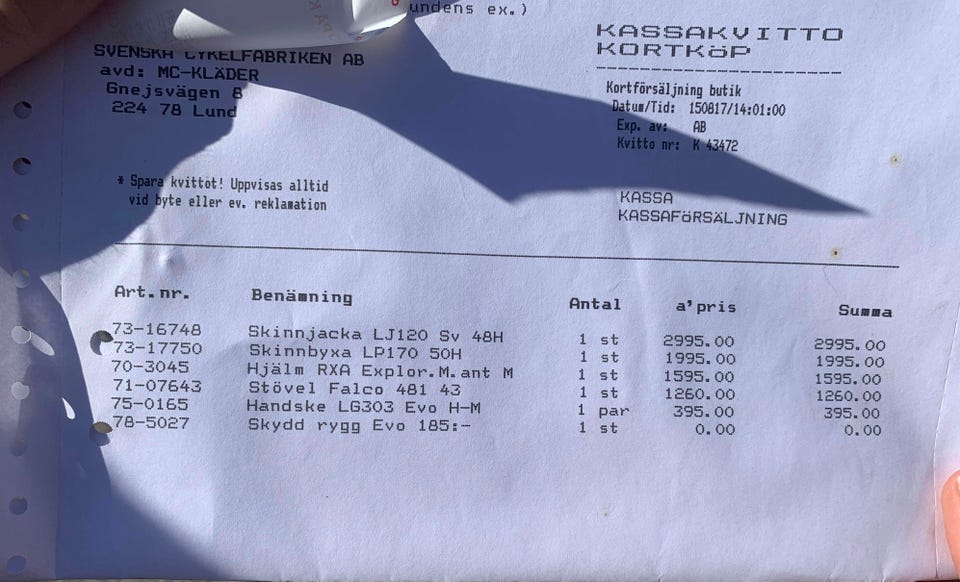 undens ex.)
KASSAKVITTO
KORTKÖP
SVENSKA CYKELFABRIKEN AB
avd: MC-KLÄDER
Gnejsvägen 8
224 78 Lund
Kortförsäljning butik
Datum/Tid: 150817/14:01:00
Exp. av: AB
Kvitto nr: K 43472
* Spara kvittot! Uppvisas alltid
vid byte eller ev. reklamation
KASSA
KASSAFÖRSÄLJNING
Art.nr. Benämning Antal a'pris Summa
73-16748 Skinnjacka LJ120 Sv 48H 1 st 2995.00 2995.00
73-17750 Skinnbyxa LP170 50H 1 st 1995.00 1995.00
70-3045 Hjälm RXA Explor.M.ant M 1 st 1595.00 1595.00
71-07643 Stövel Falco 481 43 1 st 1260.00 1260.00
75-0165 Handske LG303 Evo H-M 1 par 395.00 395.00
78-5027 Skydd rygg Evo 185:- 1 st 0.00 0.00